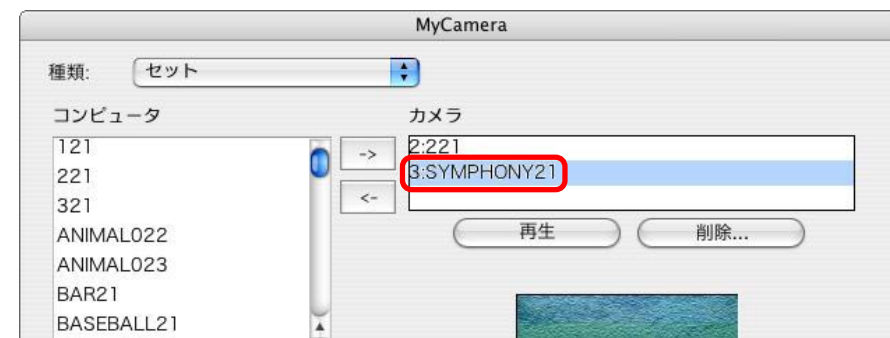 MyCamera
種類: セット
コンピュータ
121
221
321
ANIMAL022
ANIMAL023
BAR21
BASEBALL21
->
<-
カメラ
2:221
3:SYMPHONY21
再生 削除...